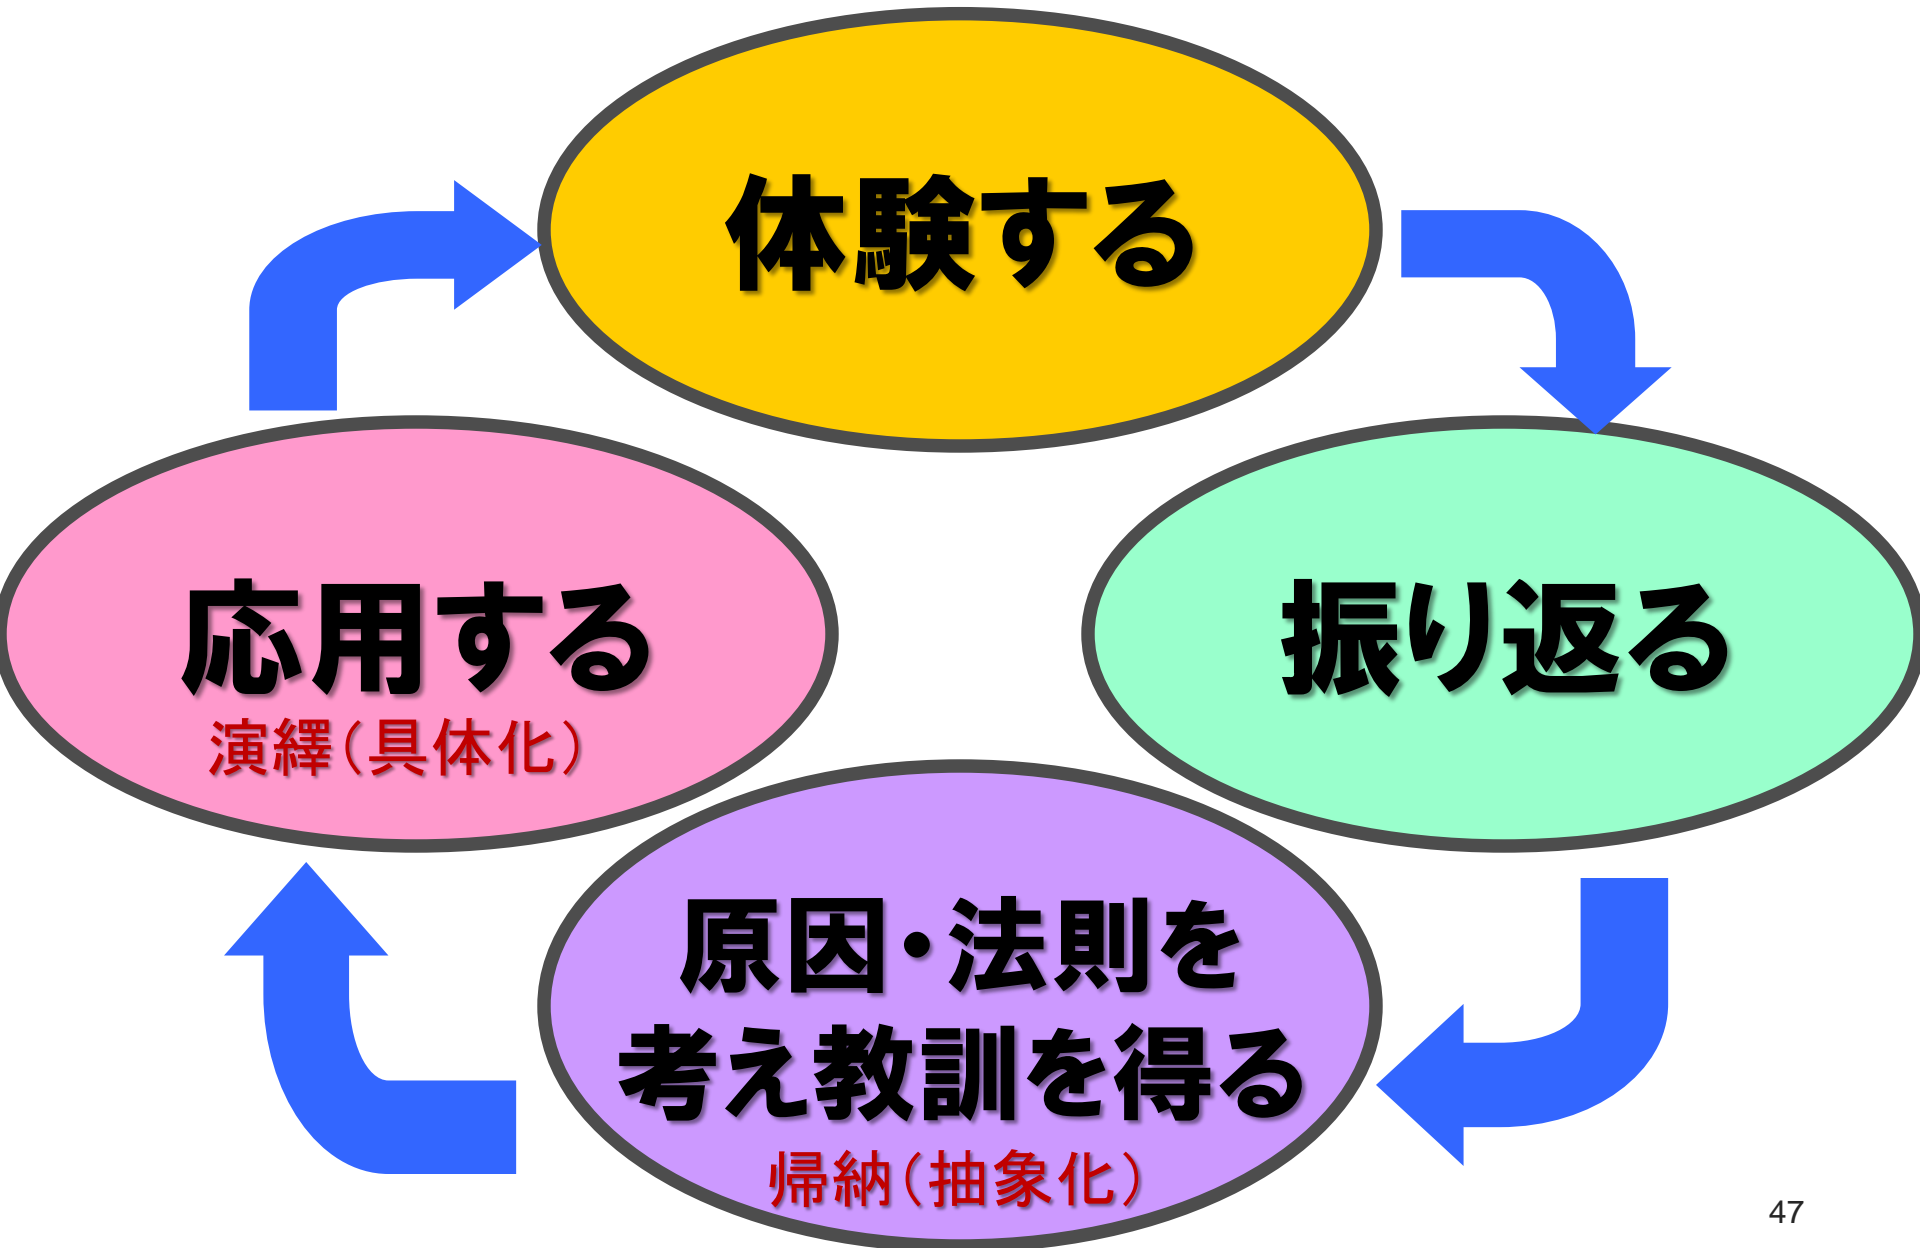 体験する
振り返る
応用する
演繹（具体化）
原因・法則を
考え教訓を得る
帰納（抽象化）
47